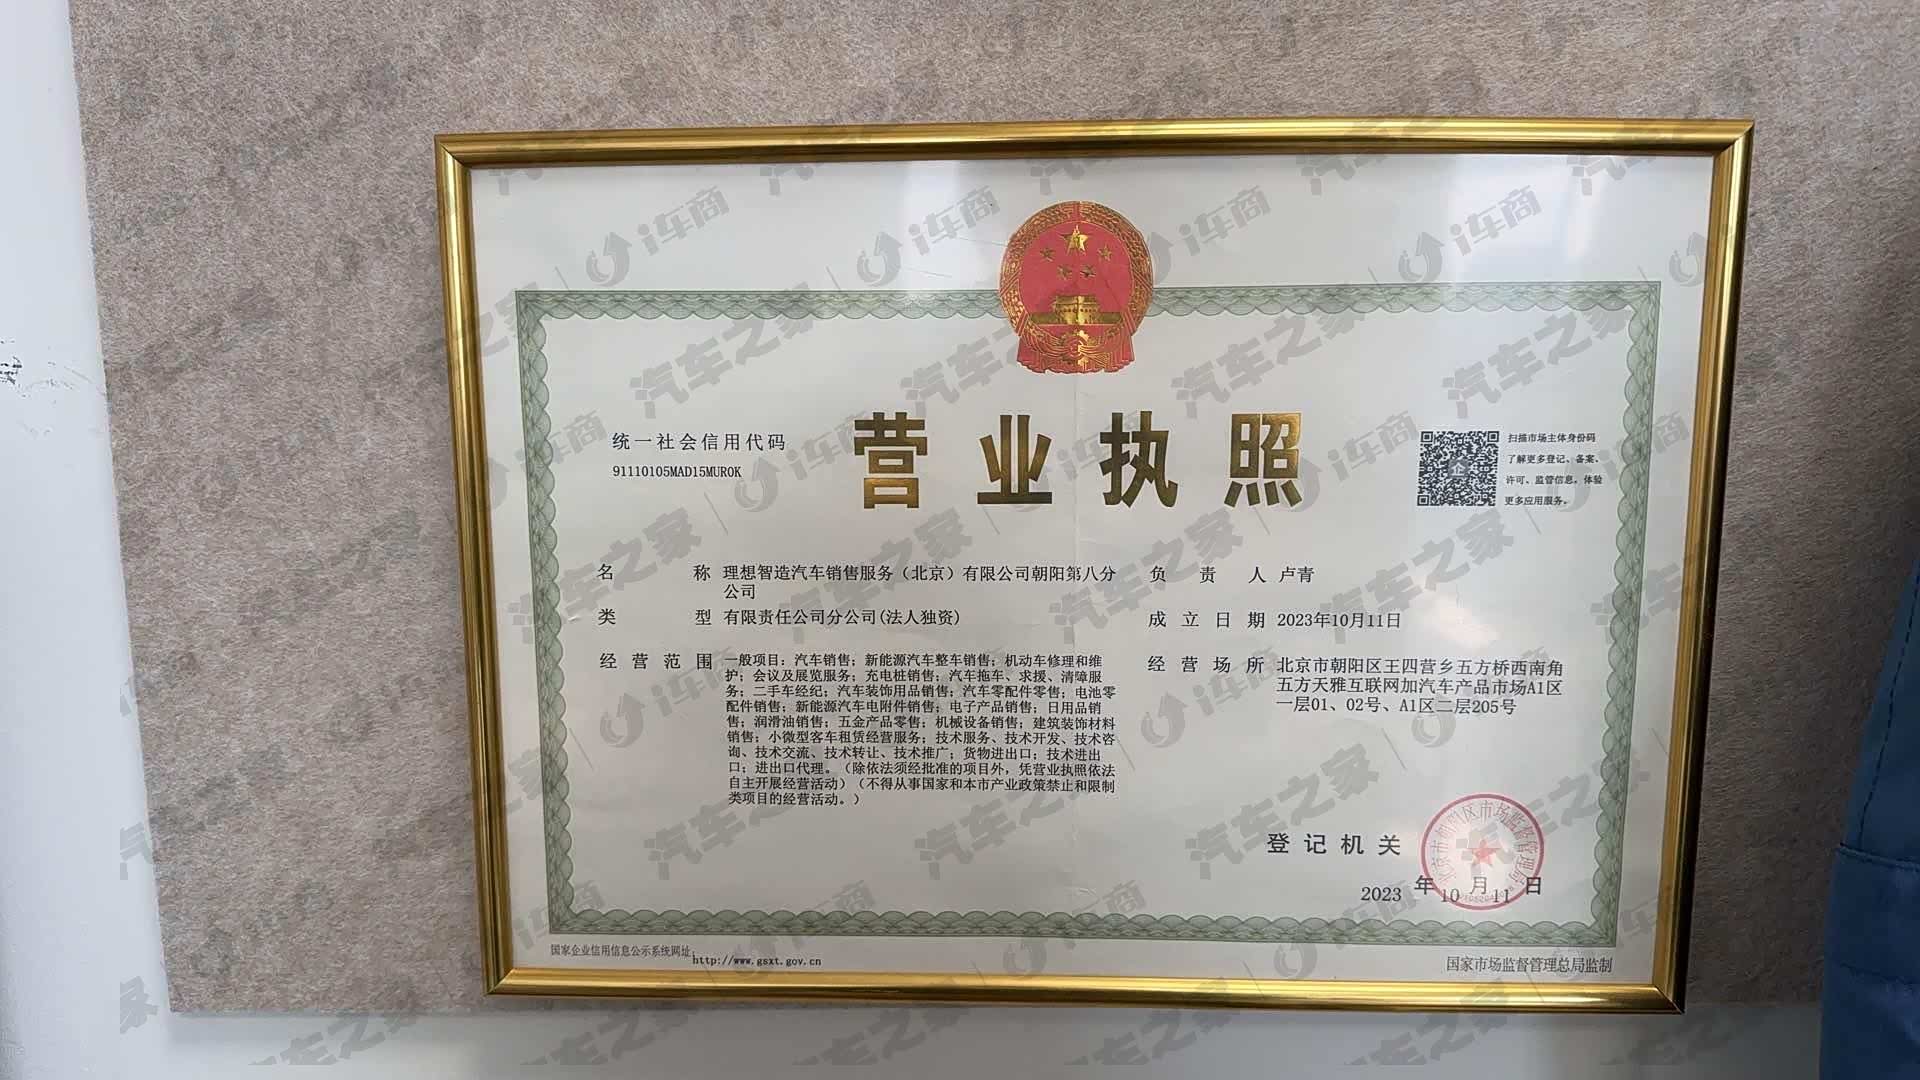 营业执照
统一社会信用代码
91110105MAD15MUR0K
扫描市场主体身份码
了解更多登记、备案、
许可、监管信息，体验
更多应用服务。
名称 理想智造汽车销售服务（北京）有限公司朝阳第八分
公司
类型 有限责任公司分公司(法人独资)
经营范围 一般项目：汽车销售；新能源汽车整车销售；机动车修理和维
护；会议及展览服务；充电桩销售；汽车拖车、求援、清障服
务；二手车经纪；汽车装饰用品销售；汽车零配件零售；电池零
配件销售；新能源汽车电附件销售；电子产品销售；日用品销
售；润滑油销售；五金产品零售；机械设备销售；建筑装饰材料
销售；小微型客车租赁经营服务；技术服务、技术开发、技术咨
询、技术交流、技术转让、技术推广；货物进出口；技术进出
口；进出口代理。（除依法须经批准的项目外，凭营业执照依法
自主开展经营活动）（不得从事国家和本市产业政策禁止和限制
类项目的经营活动。）
负责人 卢青
成立日期 2023年10月11日
经营场所 北京市朝阳区王四营乡五方桥西南角
五方天雅互联网加汽车产品市场A1区
一层01、02号、A1区二层205号
登记机关
北京市朝阳区市场监督管理局
2023年10月11日
国家企业信用信息公示系统网址：http://www.gsxt.gov.cn
国家市场监督管理总局监制
汽车之家 i车商